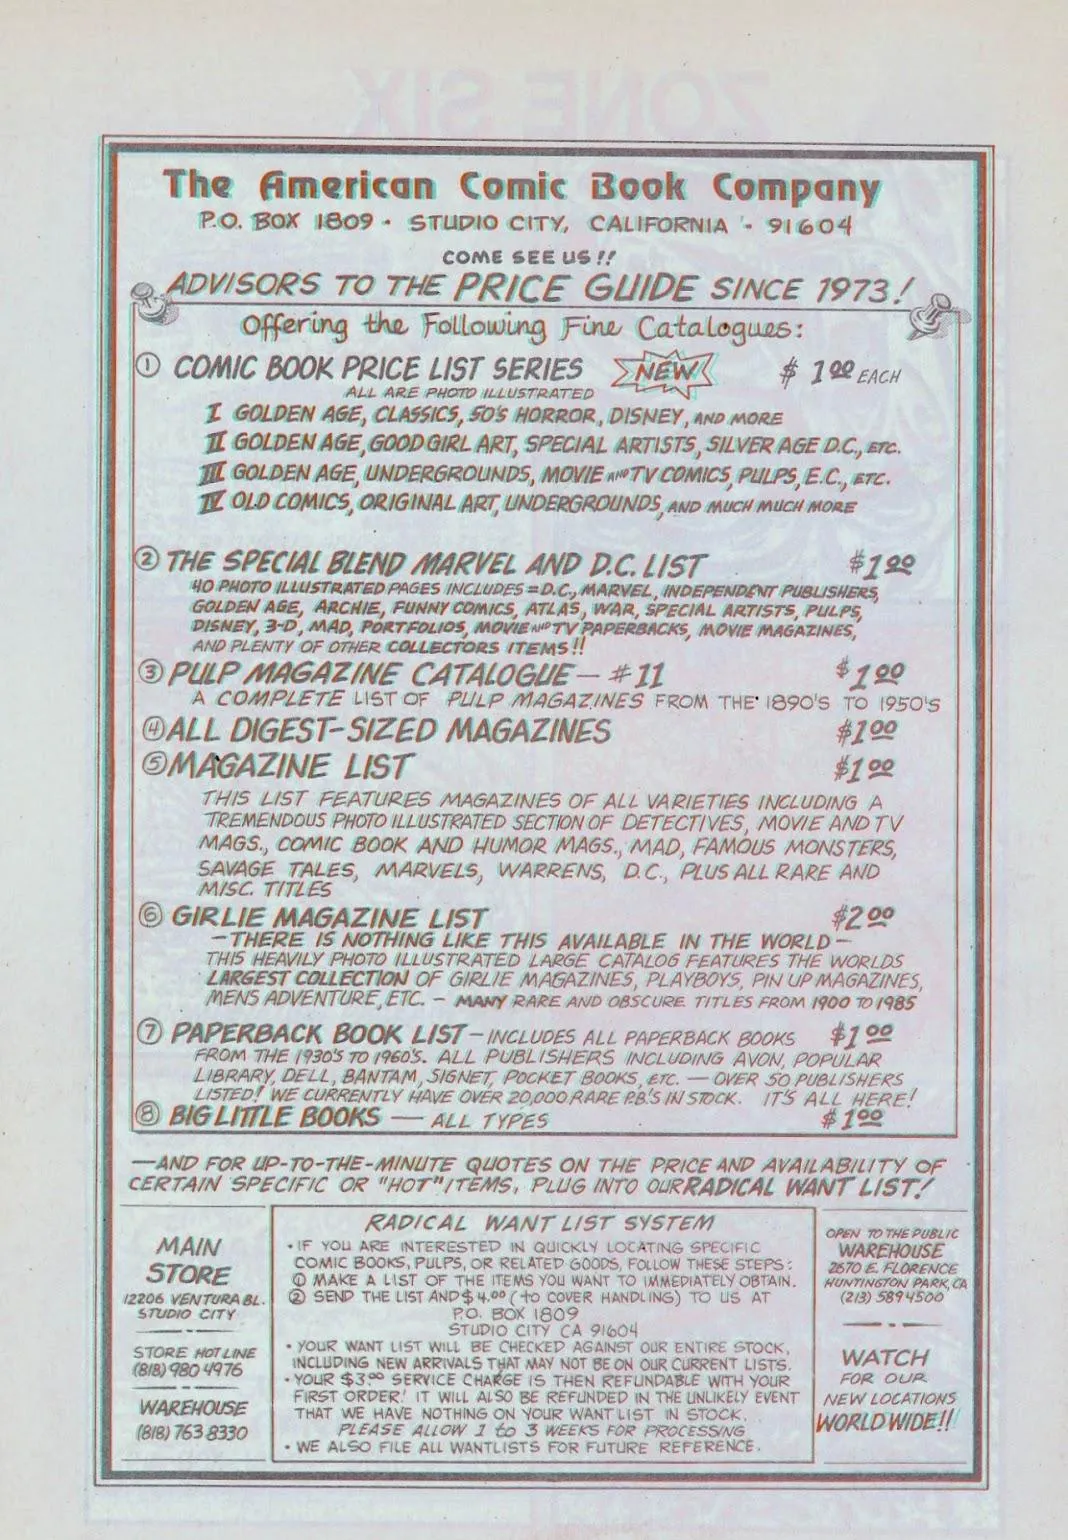 ZONE SIX
The American Comic Book Company
P.O. BOX 1809 - STUDIO CITY, CALIFORNIA - 91604
COME SEE US!!
ADVISORS TO THE PRICE GUIDE SINCE 1973!
Offering the Following Fine Catalogues:
① COMIC BOOK PRICE LIST SERIES NEW $1.00 EACH
ALL ARE PHOTO ILLUSTRATED
I GOLDEN AGE, CLASSICS, 50'S HORROR, DISNEY, AND MORE
II GOLDEN AGE, GOOD GIRL ART, SPECIAL ARTISTS, SILVER AGE D.C., ETC.
III GOLDEN AGE, UNDERGROUNDS, MOVIE AND TV COMICS, PULPS, E.C., ETC.
IV OLD COMICS, ORIGINAL ART, UNDERGROUNDS, AND MUCH MUCH MORE
② THE SPECIAL BLEND MARVEL AND D.C. LIST $1.00
40 PHOTO ILLUSTRATED PAGES INCLUDES = D.C., MARVEL, INDEPENDENT PUBLISHERS,
GOLDEN AGE, ARCHIE, FUNNY COMICS, ATLAS, WAR, SPECIAL ARTISTS, PULPS,
DISNEY, 3-D, MAD, PORTFOLIOS, MOVIE AND TV PAPERBACKS, MOVIE MAGAZINES,
AND PLENTY OF OTHER COLLECTORS ITEMS!!
③ PULP MAGAZINE CATALOGUE — #11 $1.00
A COMPLETE LIST OF PULP MAGAZINES FROM THE 1890'S TO 1950'S
④ ALL DIGEST-SIZED MAGAZINES $1.00
⑤ MAGAZINE LIST $1.00
THIS LIST FEATURES MAGAZINES OF ALL VARIETIES INCLUDING A
TREMENDOUS PHOTO ILLUSTRATED SECTION OF DETECTIVES, MOVIE AND TV
MAGS., COMIC BOOK AND HUMOR MAGS., MAD, FAMOUS MONSTERS,
SAVAGE TALES, MARVELS, WARRENS, D.C., PLUS ALL RARE AND
MISC. TITLES
⑥ GIRLIE MAGAZINE LIST $2.00
—THERE IS NOTHING LIKE THIS AVAILABLE IN THE WORLD—
THIS HEAVILY PHOTO ILLUSTRATED LARGE CATALOG FEATURES THE WORLDS
LARGEST COLLECTION OF GIRLIE MAGAZINES, PLAYBOYS, PIN UP MAGAZINES,
MENS ADVENTURE, ETC. — MANY RARE AND OBSCURE TITLES FROM 1900 TO 1985
⑦ PAPERBACK BOOK LIST — INCLUDES ALL PAPERBACK BOOKS $1.00
FROM THE 1930'S TO 1960'S. ALL PUBLISHERS INCLUDING AVON, POPULAR
LIBRARY, DELL, BANTAM, SIGNET, POCKET BOOKS, ETC. — OVER 50 PUBLISHERS
LISTED! WE CURRENTLY HAVE OVER 20,000 RARE P.B.'S IN STOCK. IT'S ALL HERE!
⑧ BIG LITTLE BOOKS — ALL TYPES $1.00
—AND FOR UP-TO-THE-MINUTE QUOTES ON THE PRICE AND AVAILABILITY OF
CERTAIN SPECIFIC OR "HOT" ITEMS, PLUG INTO OUR RADICAL WANT LIST!
MAIN
STORE
12206 VENTURA BL.
STUDIO CITY
STORE HOT LINE
(818) 980 4976
WAREHOUSE
(818) 763 8330
RADICAL WANT LIST SYSTEM
• IF YOU ARE INTERESTED IN QUICKLY LOCATING SPECIFIC
COMIC BOOKS, PULPS, OR RELATED GOODS, FOLLOW THESE STEPS:
① MAKE A LIST OF THE ITEMS YOU WANT TO IMMEDIATELY OBTAIN.
② SEND THE LIST AND $4.00 (to COVER HANDLING) TO US AT
P.O. BOX 1809
STUDIO CITY CA 91604
• YOUR WANT LIST WILL BE CHECKED AGAINST OUR ENTIRE STOCK,
INCLUDING NEW ARRIVALS THAT MAY NOT BE ON OUR CURRENT LISTS.
• YOUR $3.00 SERVICE CHARGE IS THEN REFUNDABLE WITH YOUR
FIRST ORDER! IT WILL ALSO BE REFUNDED IN THE UNLIKELY EVENT
THAT WE HAVE NOTHING ON YOUR WANT LIST IN STOCK.
PLEASE ALLOW 1 to 3 WEEKS FOR PROCESSING
• WE ALSO FILE ALL WANTLISTS FOR FUTURE REFERENCE.
OPEN TO THE PUBLIC
WAREHOUSE
2670 E. FLORENCE
HUNTINGTON PARK, CA
(213) 589 4500
WATCH
FOR OUR
NEW LOCATIONS
WORLD WIDE!!